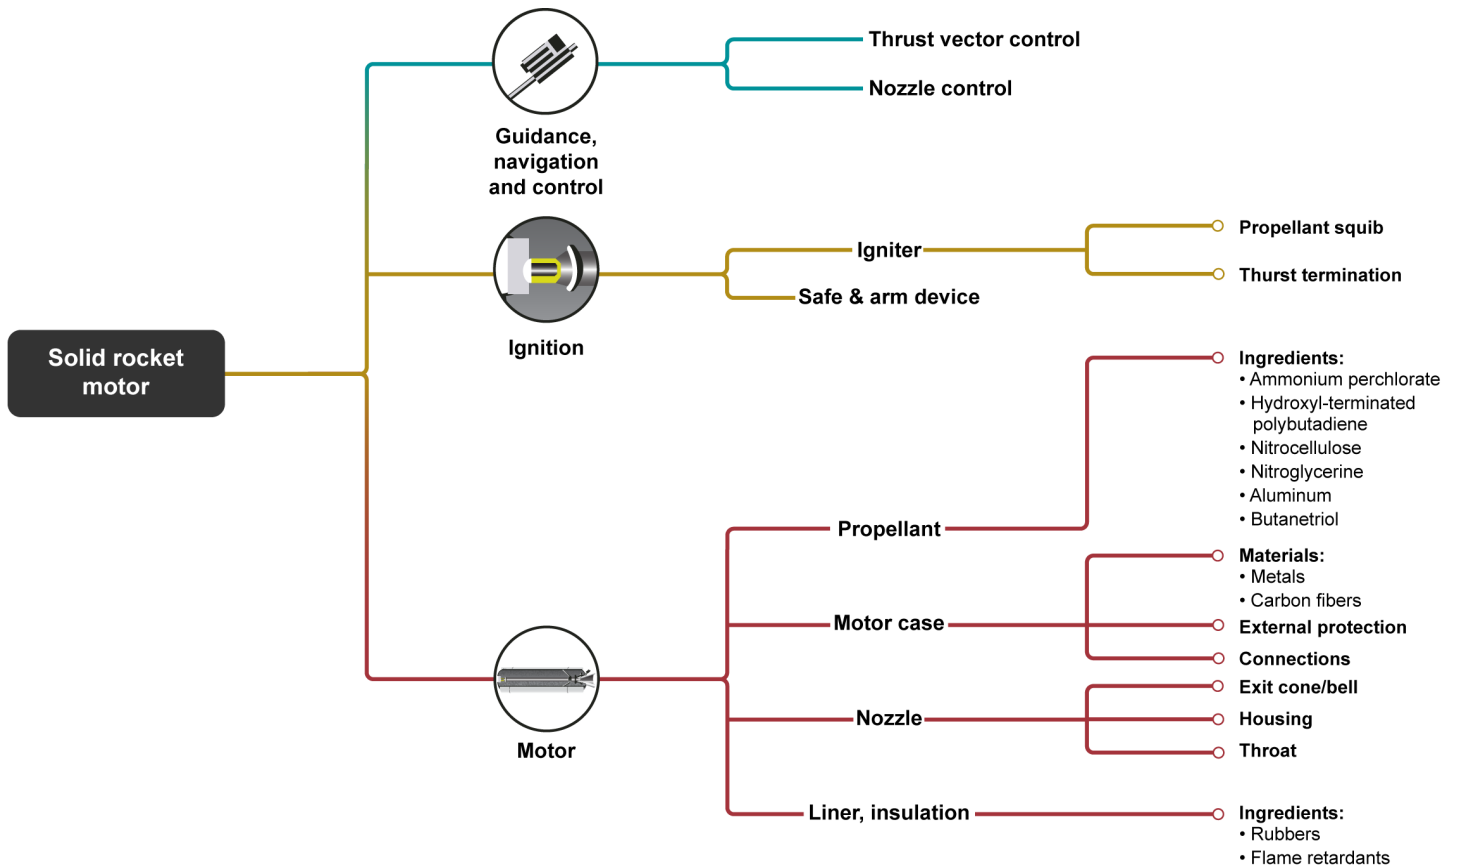 Thrust vector control
Nozzle control
Guidance,
navigation
and control
Propellant squib
Igniter
Thurst termination
Safe & arm device
Ignition
Solid rocket
motor
Ingredients:
• Ammonium perchlorate
• Hydroxyl-terminated
polybutadiene
• Nitrocellulose
• Nitroglycerine
• Aluminum
• Butanetriol
Propellant
Materials:
• Metals
• Carbon fibers
Motor case
External protection
Connections
Exit cone/bell
Nozzle
Housing
Throat
Motor
Liner, insulation
Ingredients:
• Rubbers
• Flame retardants